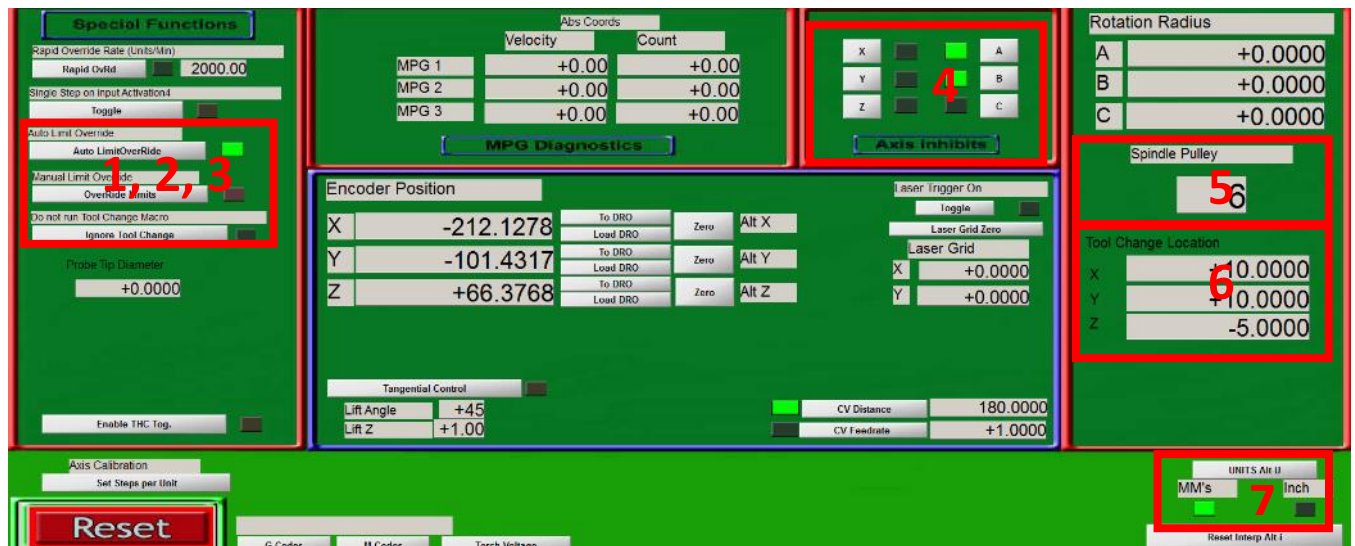 Special Functions
Rapid Override Rate (Units/Min)
Rapid OvRd 2000.00
Single Step on Input Activation4
Toggle
Auto Limit Override
Auto LimitOverRide
Manual Limit Override
OverRide Limits
1, 2, 3
Do not run Tool Change Macro
Ignore Tool Change
Probe Tip Diameter
+0.0000
Enable THC Tog.
Abs Coords
Velocity Count
MPG 1 +0.00 +0.00
MPG 2 +0.00 +0.00
MPG 3 +0.00 +0.00
MPG Diagnostics
X A
Y B
Z C
4
Axis Inhibits
Rotation Radius
A +0.0000
B +0.0000
C +0.0000
Spindle Pulley
5 6
Tool Change Location
X +10.0000
Y +10.0000
Z -5.0000
6
Encoder Position
X -212.1278 To DRO Load DRO Zero Alt X
Y -101.4317 To DRO Load DRO Zero Alt Y
Z +66.3768 To DRO Load DRO Zero Alt Z
Laser Trigger On
Toggle
Laser Grid Zero
Laser Grid
X +0.0000
Y +0.0000
Tangential Control
Lift Angle +45
Lift Z +1.00
CV Distance 180.0000
CV Feedrate +1.0000
Axis Calibration
Set Steps per Unit
Reset
G-Codes M-Codes Torch Voltage
UNITS Alt U
MM's Inch
7
Reset Interp Alt i